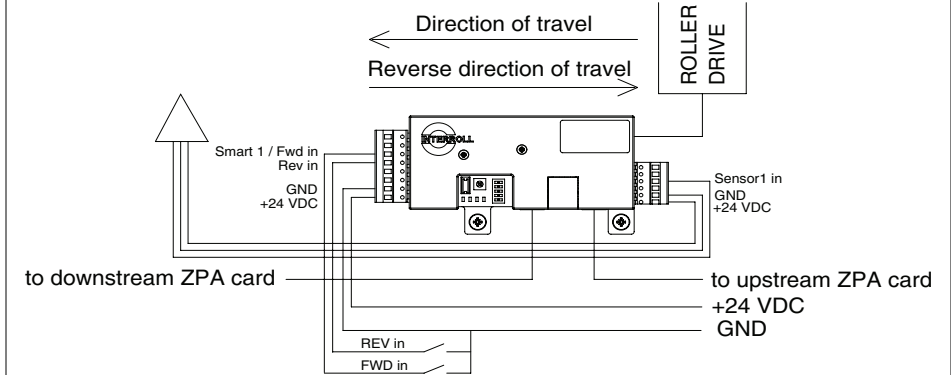 Direction of travel
Reverse direction of travel
ROLLER
DRIVE
INTERROLL
Smart 1 / Fwd in
Rev in
GND
+24 VDC
Sensor1 in
GND
+24 VDC
to downstream ZPA card
to upstream ZPA card
+24 VDC
GND
REV in
FWD in